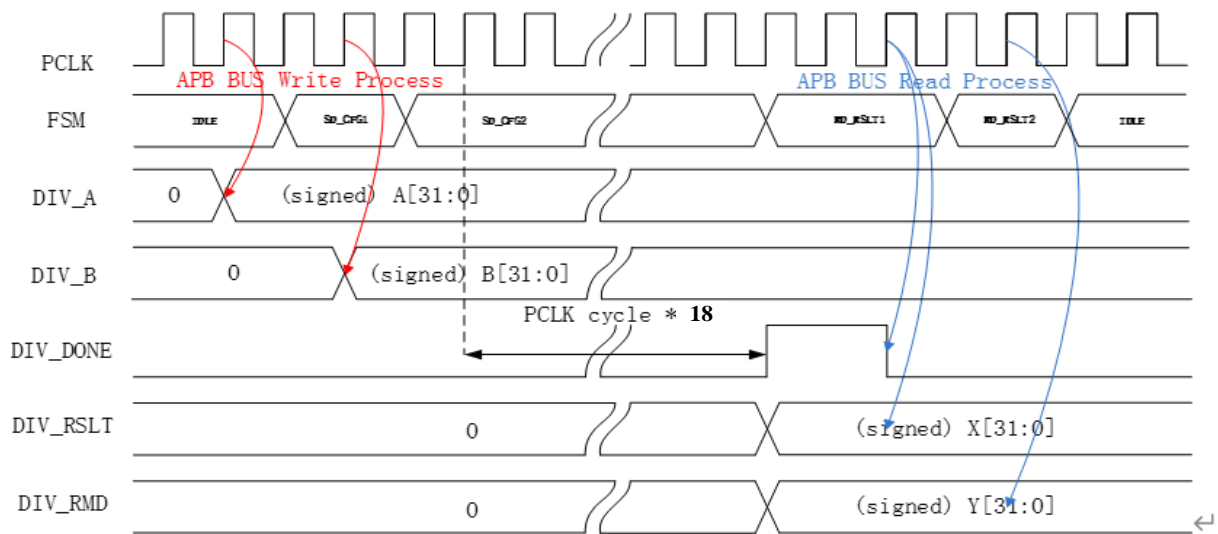 PCLK
APB BUS Write Process
APB BUS Read Process
FSM
IDLE
SD_CFG1
SD_CFG2
RD_RSLT1
RD_RSLT2
IDLE
DIV_A
0
(signed) A[31:0]
DIV_B
0
(signed) B[31:0]
PCLK cycle * 18
DIV_DONE
DIV_RSLT
0
(signed) X[31:0]
DIV_RMD
0
(signed) Y[31:0]